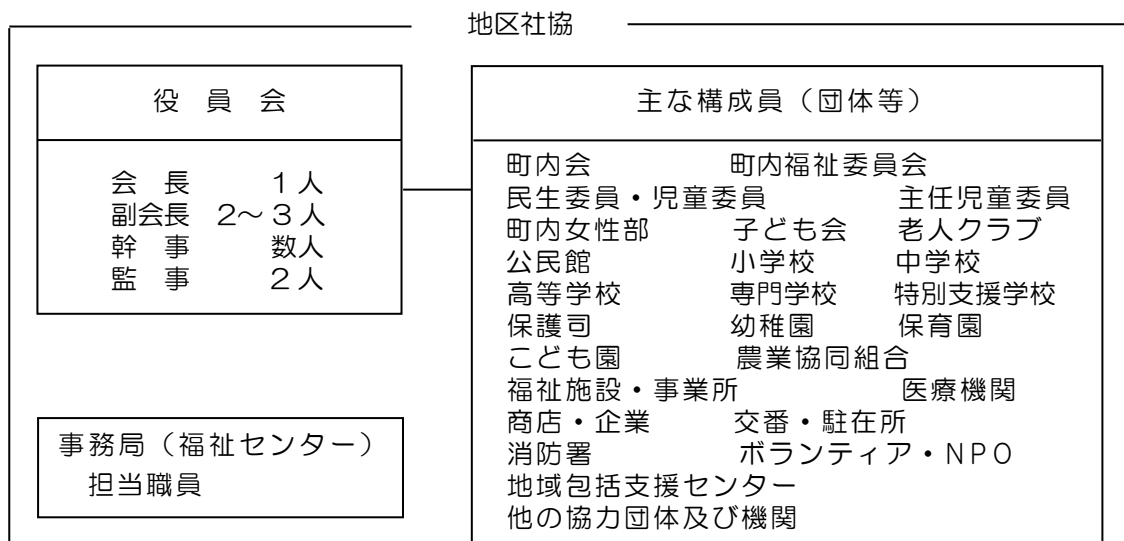 地区社協
役 員 会
会 長 1人
副会長 2～3人
幹 事 数人
監 事 2人
事務局（福祉センター）
担当職員
主な構成員（団体等）
町内会 町内福祉委員会
民生委員・児童委員 主任児童委員
町内女性部 子ども会 老人クラブ
公民館 小学校 中学校
高等学校 専門学校 特別支援学校
保護司 幼稚園 保育園
こども園 農業協同組合
福祉施設・事業所 医療機関
商店・企業 交番・駐在所
消防署 ボランティア・NPO
地域包括支援センター
他の協力団体及び機関